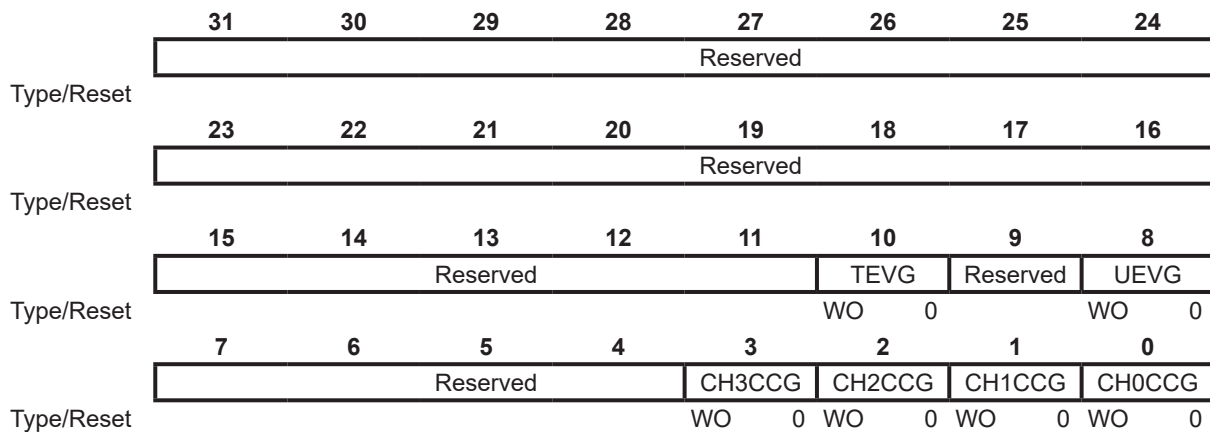 31 30 29 28 27 26 25 24
Reserved
Type/Reset
23 22 21 20 19 18 17 16
Reserved
Type/Reset
15 14 13 12 11 10 9 8
Reserved TEVG Reserved UEVG
Type/Reset WO 0 WO 0
7 6 5 4 3 2 1 0
Reserved CH3CCG CH2CCG CH1CCG CH0CCG
Type/Reset WO 0 WO 0 WO 0 WO 0